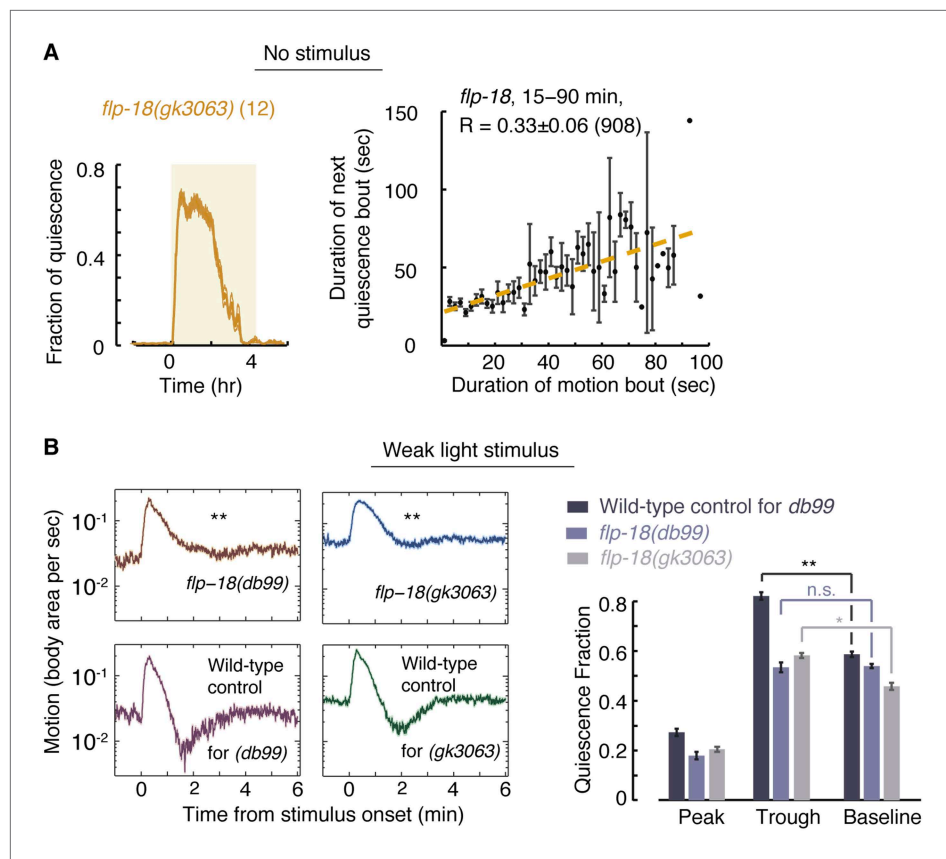 A
No stimulus
flp-18(gk3063) (12)
Fraction of quiescence
0.8
0.4
0
0
4
Time (hr)
flp-18, 15–90 min,
R = 0.33±0.06 (908)
Duration of next
quiescence bout (sec)
150
100
50
0
20
40
60
80
100
Duration of motion bout (sec)
B
Weak light stimulus
Motion (body area per sec)
10-1
10-2
**
flp–18(db99)
**
flp–18(gk3063)
10-1
10-2
Wild-type
control
for (db99)
Wild-type
control
for (gk3063)
0
2
4
6
0
2
4
6
Time from stimulus onset (min)
Wild-type control for db99
flp-18(db99)
flp-18(gk3063)
**
n.s.
*
Quiescence Fraction
0.8
0.6
0.4
0.2
0
Peak
Trough
Baseline